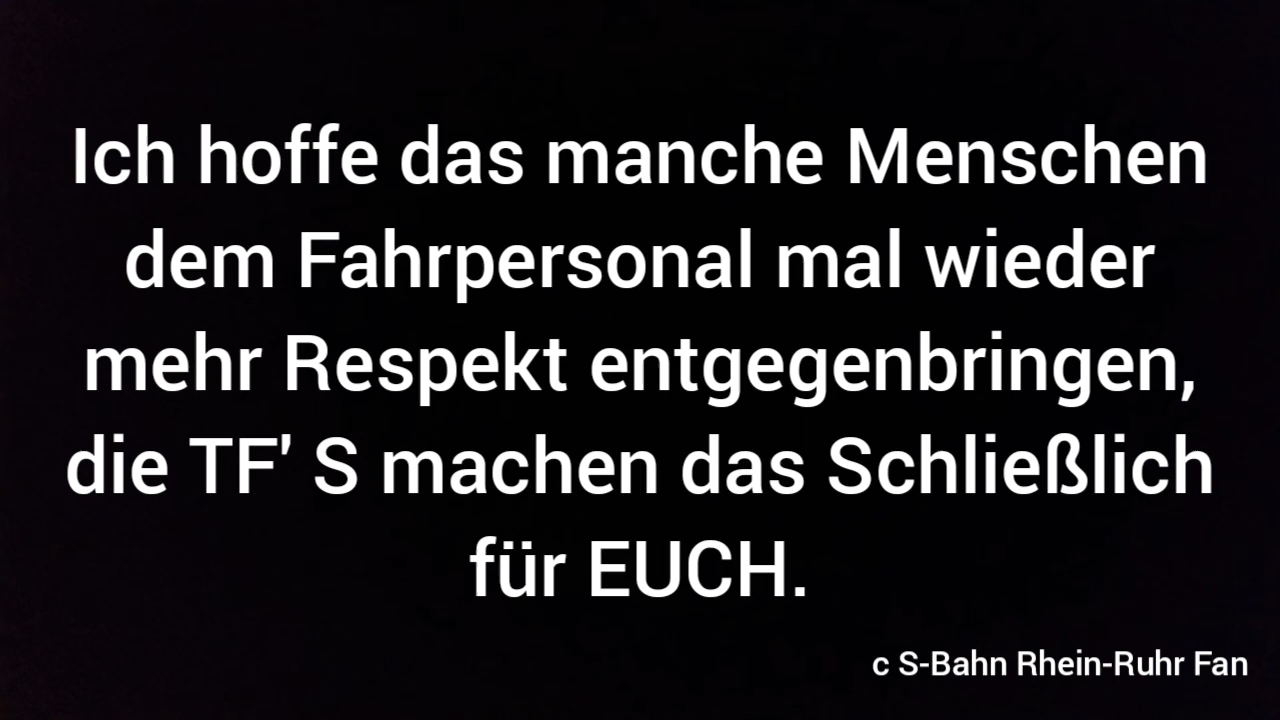 Ich hoffe das manche Menschen
dem Fahrpersonal mal wieder
mehr Respekt entgegenbringen,
die TF' S machen das Schließlich
für EUCH.
c S-Bahn Rhein-Ruhr Fan